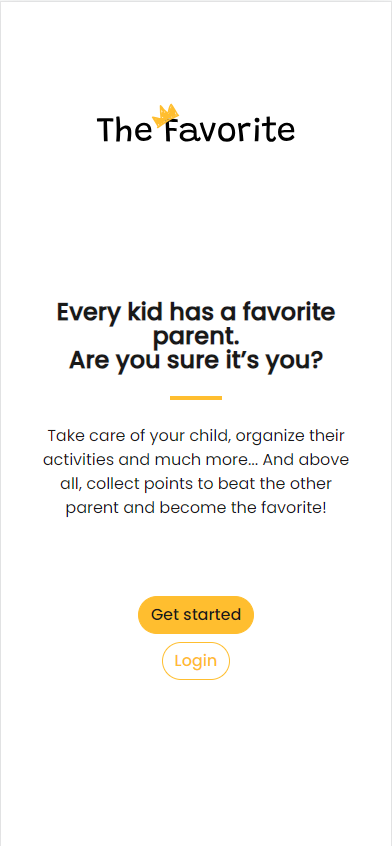 The Favorite
Every kid has a favorite
parent.
Are you sure it’s you?
Take care of your child, organize their
activities and much more... And above
all, collect points to beat the other
parent and become the favorite!
Get started
Login